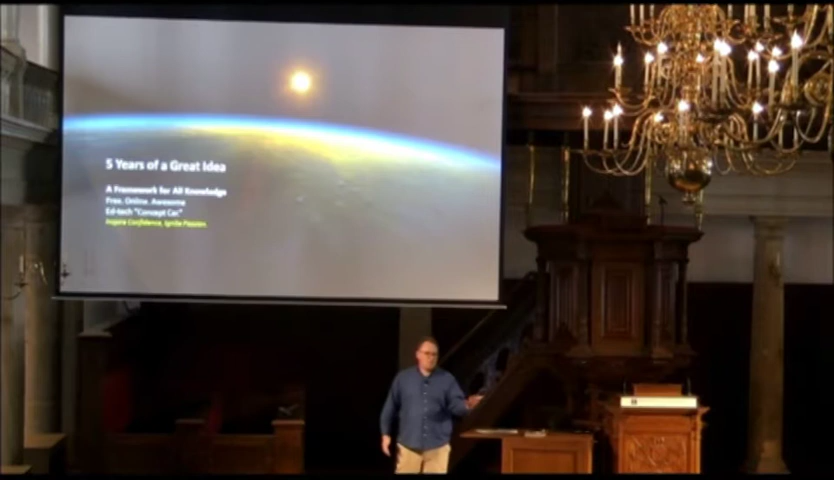 5 Years of a Great Idea
A Framework for All Knowledge
Free. Online. Awesome
Ed-tech "Concept Car"
Inspire Confidence, Ignite Passion.